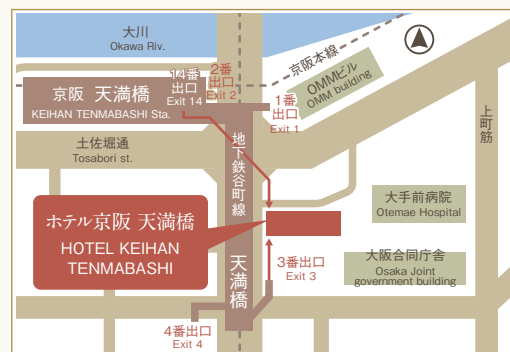 大川
Okawa Riv.
京阪本線
OMMビル
OMM building
2番
出口
Exit 2
14番
出口
Exit 14
1番
出口
Exit 1
京阪 天満橋
KEIHAN TENMABASHI Sta.
上町筋
土佐堀通
Tosabori st.
地下鉄谷町線
大手前病院
Otemae Hospital
ホテル京阪 天満橋
HOTEL KEIHAN
TENMABASHI
天満橋
3番出口
Exit 3
大阪合同庁舎
Osaka Joint
government building
4番出口
Exit 4